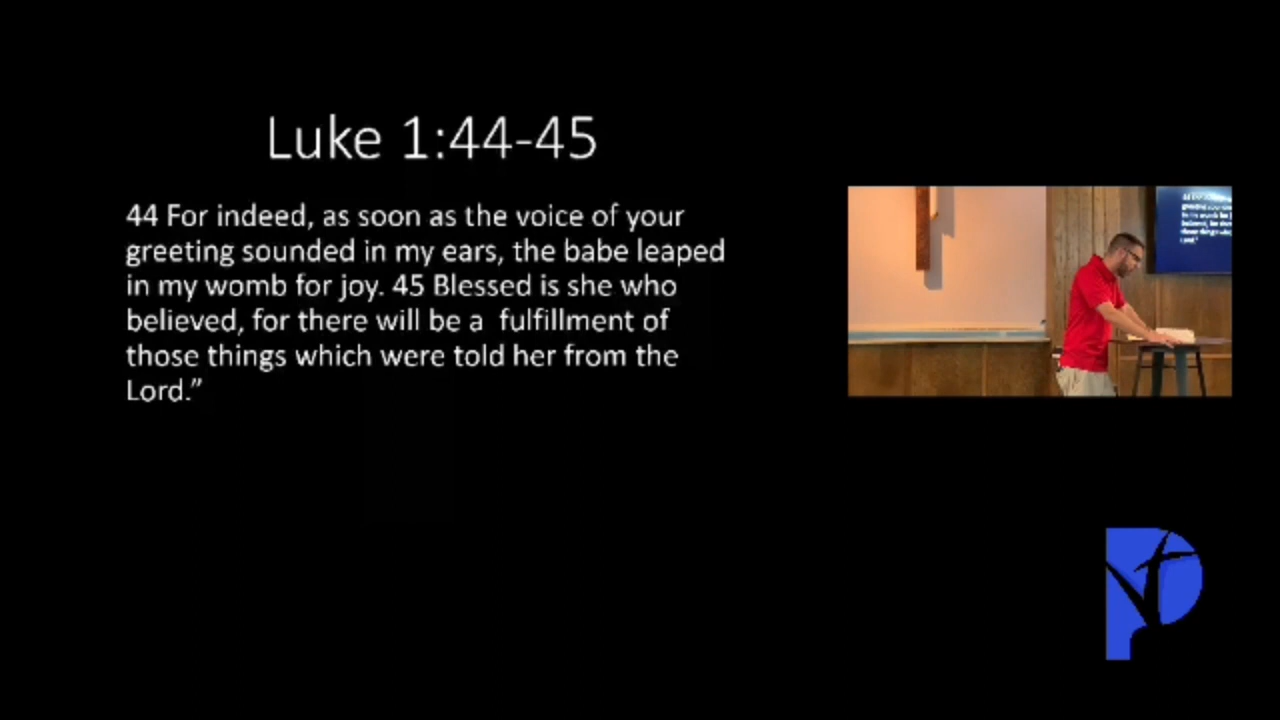 Luke 1:44-45
44 For indeed, as soon as the voice of your
greeting sounded in my ears, the babe leaped
in my womb for joy. 45 Blessed is she who
believed, for there will be a  fulfillment of
those things which were told her from the
Lord.”